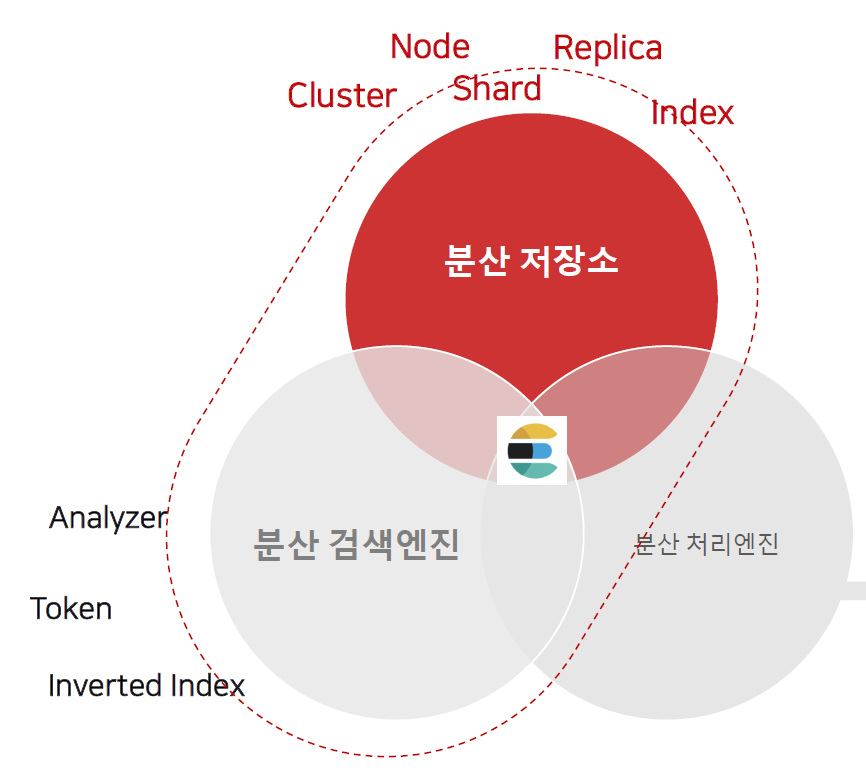 Node
Replica
Cluster
Shard
Index
분산 저장소
Analyzer
분산 검색엔진
분산 처리엔진
Token
Inverted Index